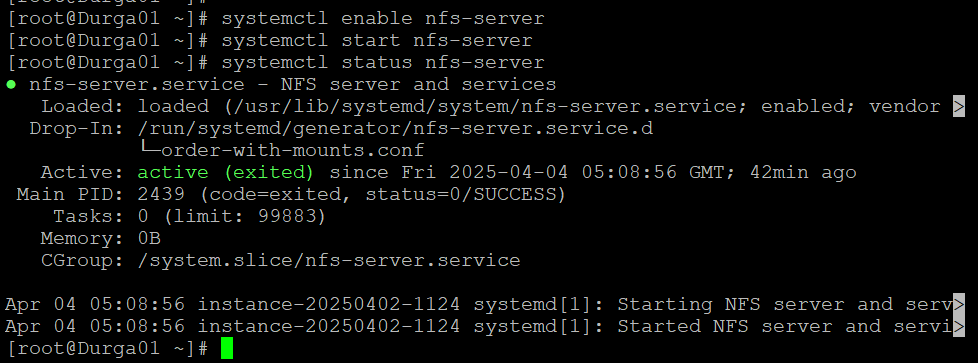 [root@Durga01 ~]# systemctl enable nfs-server
[root@Durga01 ~]# systemctl start nfs-server
[root@Durga01 ~]# systemctl status nfs-server
● nfs-server.service - NFS server and services
   Loaded: loaded (/usr/lib/systemd/system/nfs-server.service; enabled; vendor >
  Drop-In: /run/systemd/generator/nfs-server.service.d
           └─order-with-mounts.conf
   Active: active (exited) since Fri 2025-04-04 05:08:56 GMT; 42min ago
 Main PID: 2439 (code=exited, status=0/SUCCESS)
    Tasks: 0 (limit: 99883)
   Memory: 0B
   CGroup: /system.slice/nfs-server.service

Apr 04 05:08:56 instance-20250402-1124 systemd[1]: Starting NFS server and serv>
Apr 04 05:08:56 instance-20250402-1124 systemd[1]: Started NFS server and servi>
[root@Durga01 ~]#